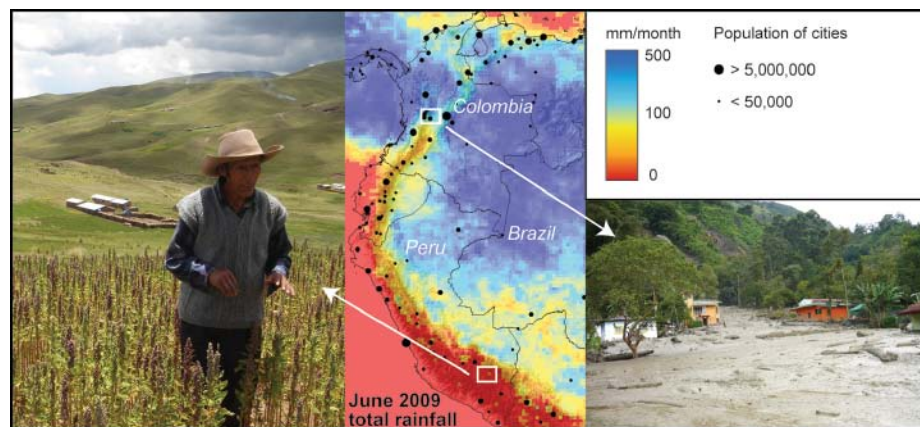 mm/month
500
100
0
Population of cities
> 5,000,000
< 50,000
Colombia
Peru
Brazil
June 2009
total rainfall